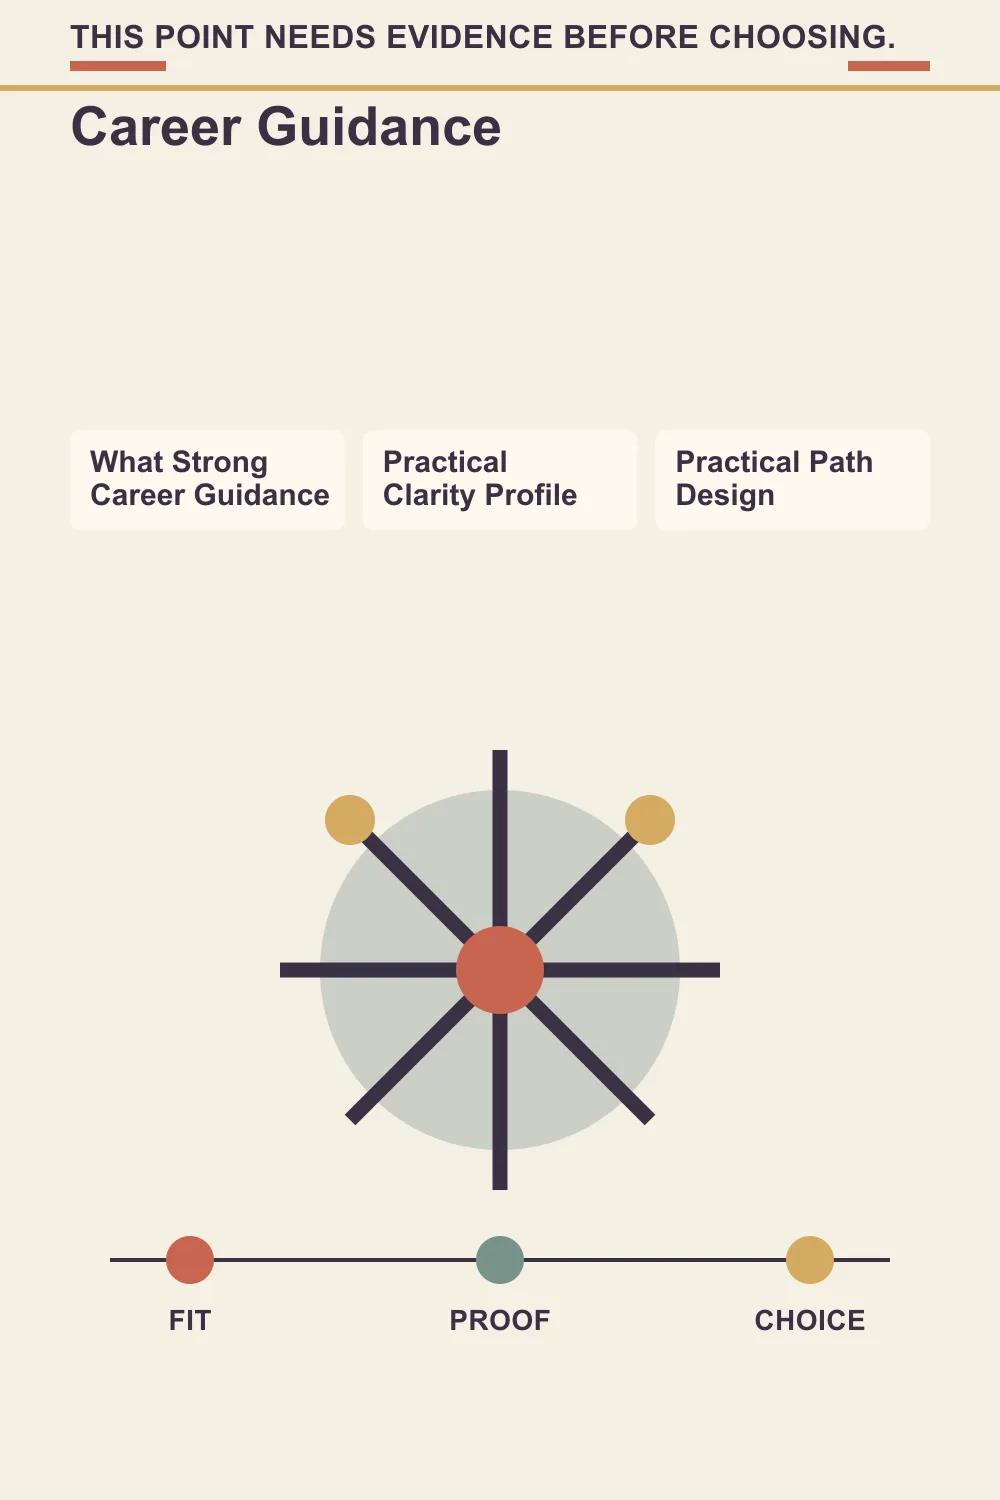 THIS POINT NEEDS EVIDENCE BEFORE CHOOSING.
Career Guidance
What Strong
Career Guidance
Practical
Clarity Profile
Practical Path
Design
FIT
PROOF
CHOICE